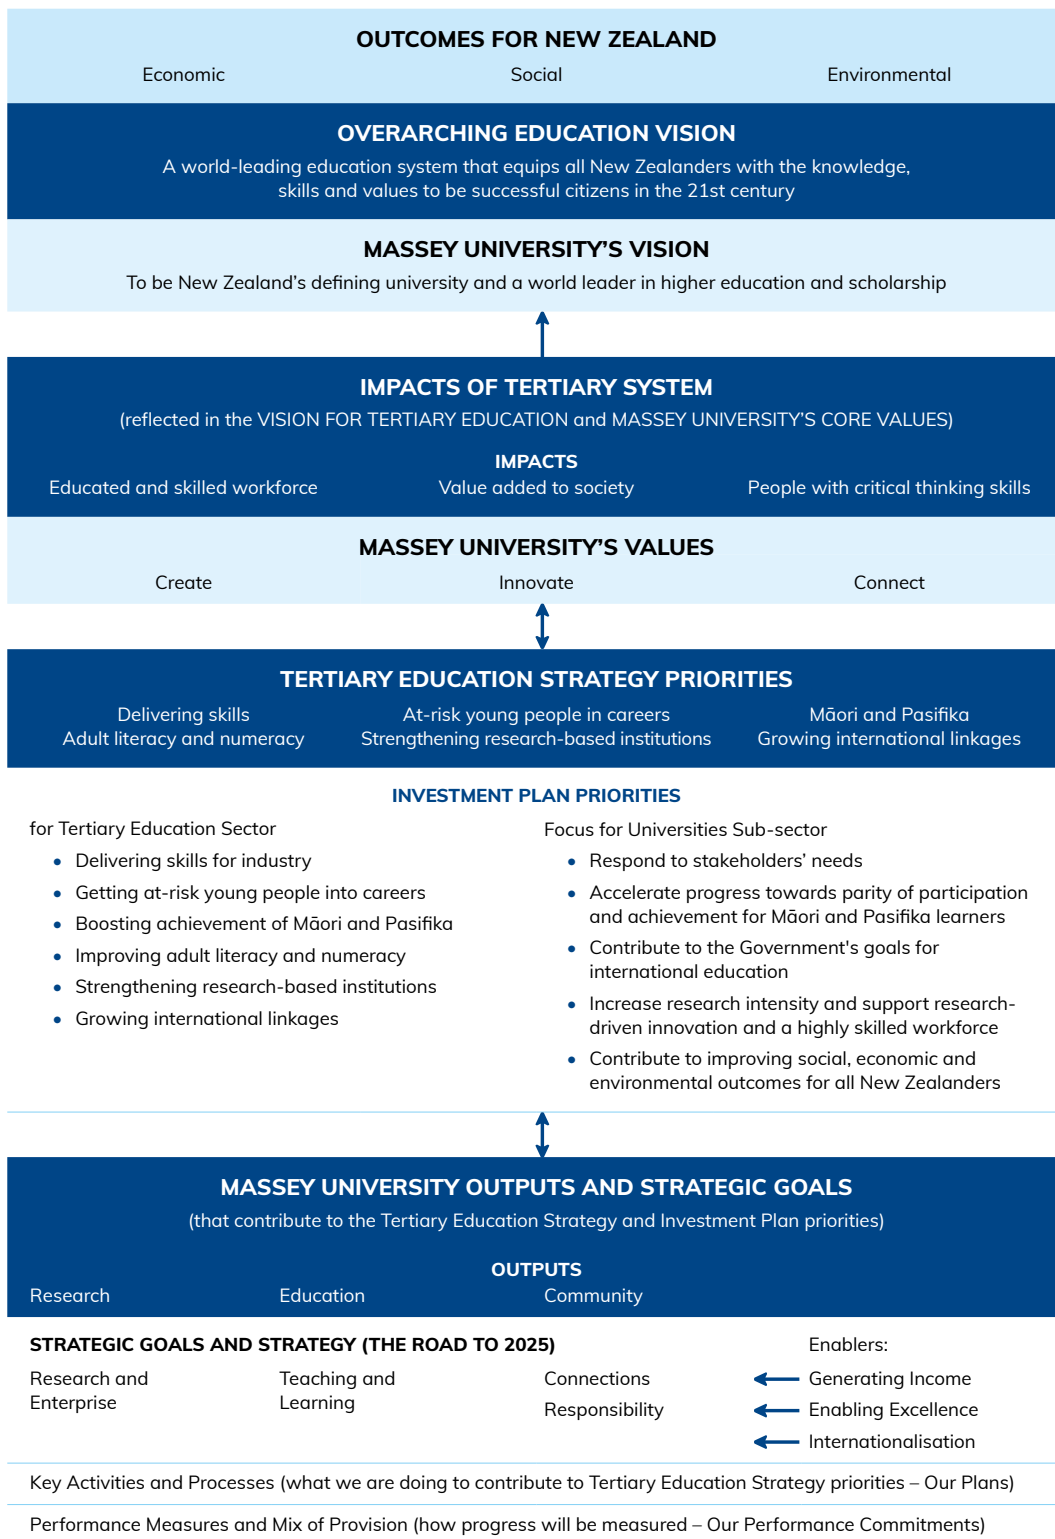 OUTCOMES FOR NEW ZEALAND
Economic Social Environmental
OVERARCHING EDUCATION VISION
A world-leading education system that equips all New Zealanders with the knowledge,
skills and values to be successful citizens in the 21st century
MASSEY UNIVERSITY’S VISION
To be New Zealand’s defining university and a world leader in higher education and scholarship
IMPACTS OF TERTIARY SYSTEM
(reflected in the VISION FOR TERTIARY EDUCATION and MASSEY UNIVERSITY’S CORE VALUES)
IMPACTS
Educated and skilled workforce Value added to society People with critical thinking skills
MASSEY UNIVERSITY’S VALUES
Create Innovate Connect
TERTIARY EDUCATION STRATEGY PRIORITIES
Delivering skills At-risk young people in careers Māori and Pasifika
Adult literacy and numeracy Strengthening research-based institutions Growing international linkages
INVESTMENT PLAN PRIORITIES
for Tertiary Education Sector
• Delivering skills for industry
• Getting at-risk young people into careers
• Boosting achievement of Māori and Pasifika
• Improving adult literacy and numeracy
• Strengthening research-based institutions
• Growing international linkages
Focus for Universities Sub-sector
• Respond to stakeholders’ needs
• Accelerate progress towards parity of participation
and achievement for Māori and Pasifika learners
• Contribute to the Government's goals for
international education
• Increase research intensity and support research-
driven innovation and a highly skilled workforce
• Contribute to improving social, economic and
environmental outcomes for all New Zealanders
MASSEY UNIVERSITY OUTPUTS AND STRATEGIC GOALS
(that contribute to the Tertiary Education Strategy and Investment Plan priorities)
OUTPUTS
Research Education Community
STRATEGIC GOALS AND STRATEGY (THE ROAD TO 2025)
Research and
Enterprise
Teaching and
Learning
Connections
Responsibility
Enablers:
Generating Income
Enabling Excellence
Internationalisation
Key Activities and Processes (what we are doing to contribute to Tertiary Education Strategy priorities – Our Plans)
Performance Measures and Mix of Provision (how progress will be measured – Our Performance Commitments)